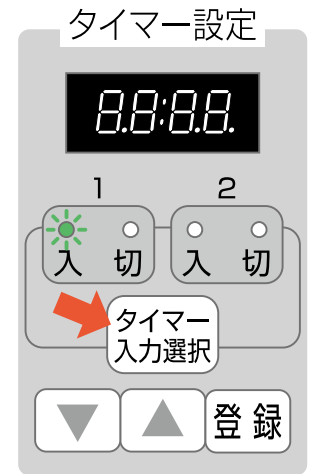 タイマー設定
8.8:8.8.
1 2
入 切 入 切
タイマー
入力選択
登録